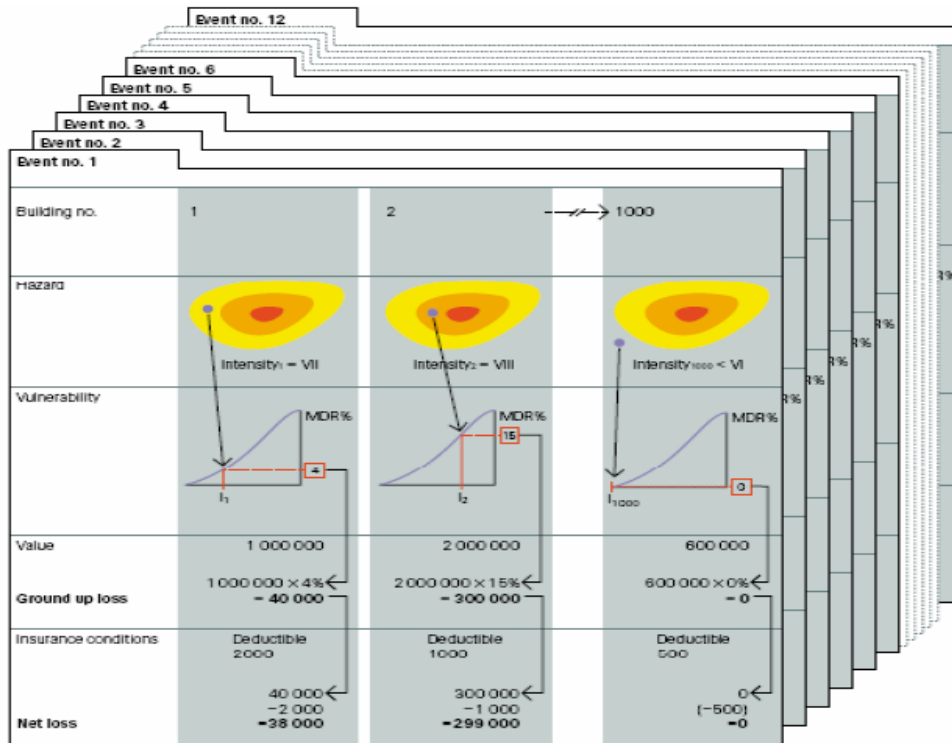 Event no. 12
Event no. 6
Event no. 5
Event no. 4
Event no. 3
Event no. 2
Event no. 1
Building no. 1 2 1000
Hazard
Intensity1 = VII Intensity2 = VIII Intensity1000 < VI
R% R% R% R% R%
Vulnerability
MDR% MDR% MDR%
4 15 0
I1 I2 I1000
Value 1 000 000 2 000 000 600 000
1 000 000 × 4% 2 000 000 × 15% 600 000 × 0%
Ground up loss = 40 000 = 300 000 = 0
Insurance conditions Deductible Deductible Deductible
2000 1000 500
40 000 300 000 0
−2 000 −1 000 (−500)
Net loss =38 000 =299 000 =0